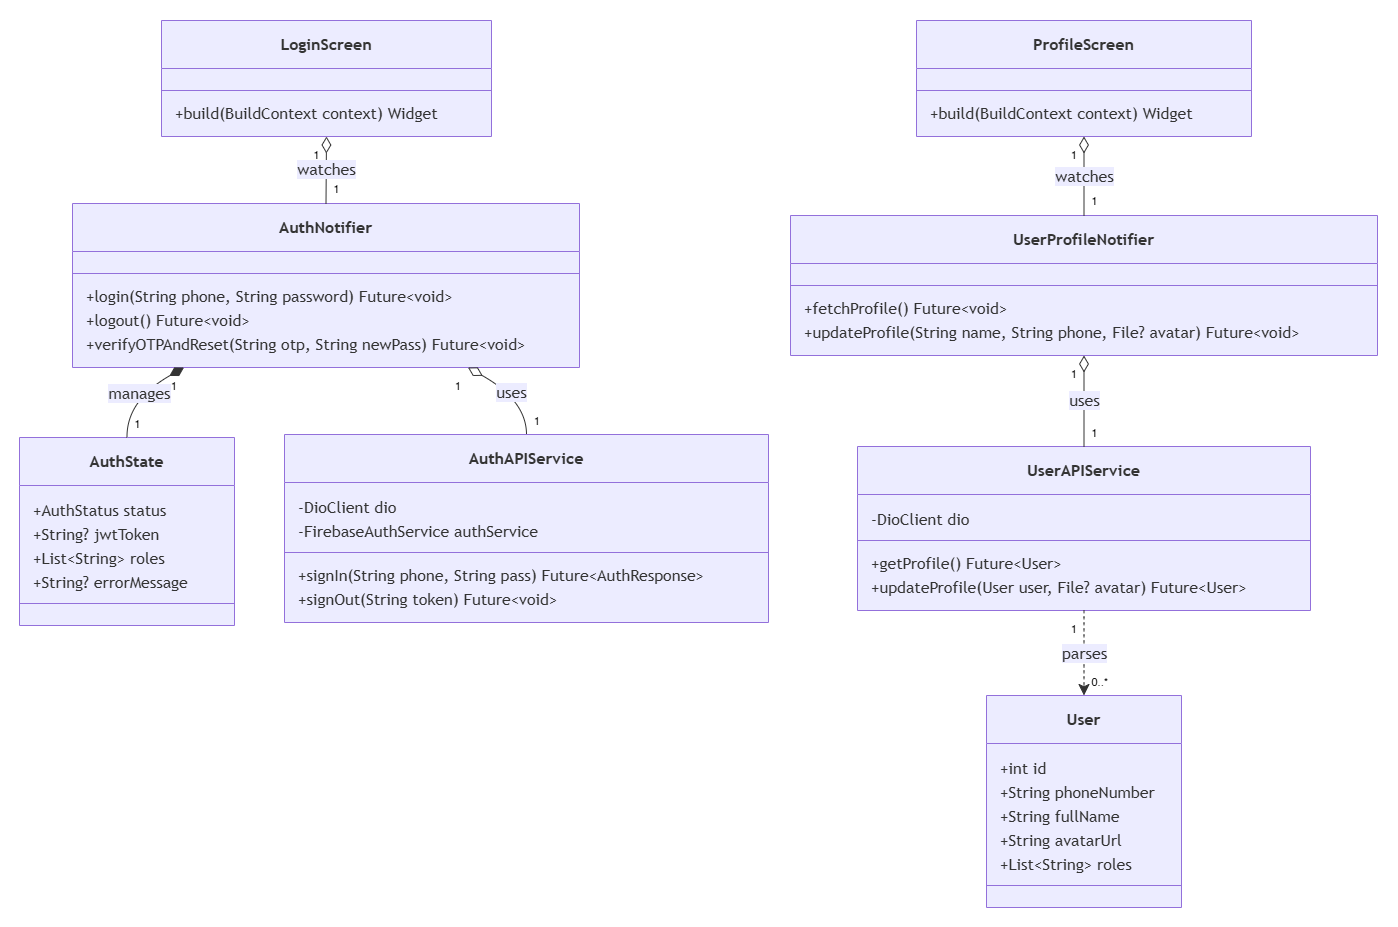 LoginScreen
+build(BuildContext context) Widget
1
watches
1
AuthNotifier
+login(String phone, String password) Future<void>
+logout() Future<void>
+verifyOTPAndReset(String otp, String newPass) Future<void>
1
manages
1
AuthState
+AuthStatus status
+String? jwtToken
+List<String> roles
+String? errorMessage
1
uses
1
AuthAPIService
-DioClient dio
-FirebaseAuthService authService
+signIn(String phone, String pass) Future<AuthResponse>
+signOut(String token) Future<void>
ProfileScreen
+build(BuildContext context) Widget
1
watches
1
UserProfileNotifier
+fetchProfile() Future<void>
+updateProfile(String name, String phone, File? avatar) Future<void>
1
uses
1
UserAPIService
-DioClient dio
+getProfile() Future<User>
+updateProfile(User user, File? avatar) Future<User>
1
parses
0..*
User
+int id
+String phoneNumber
+String fullName
+String avatarUrl
+List<String> roles